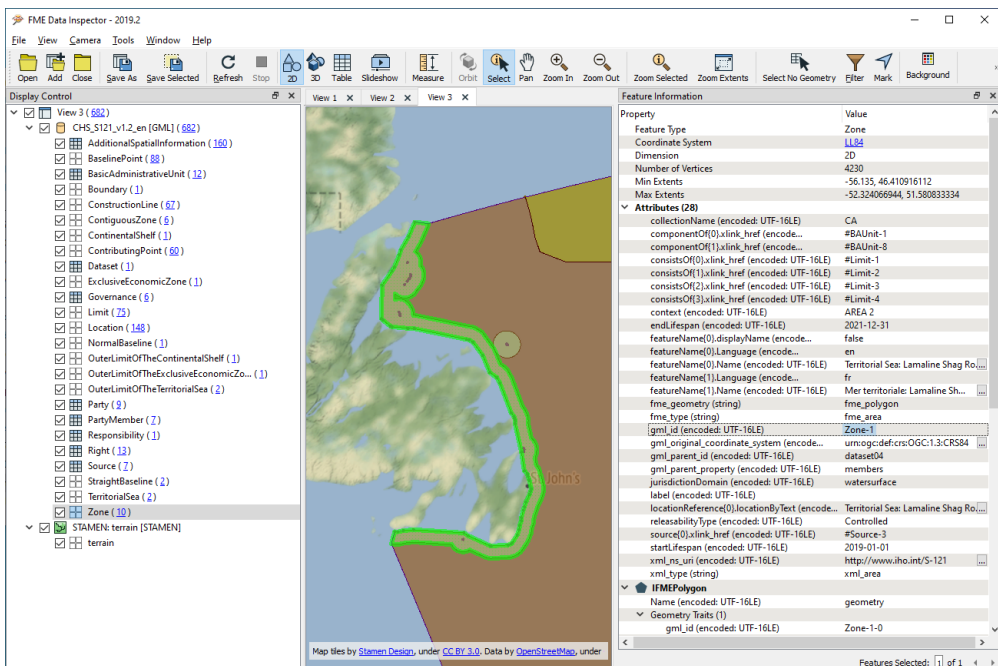 FME Data Inspector - 2019.2
File View Camera Tools Window Help
Open Add Close Save As Save Selected Refresh Stop 2D 3D Table Slideshow Measure Orbit Select Pan Zoom In Zoom Out Zoom Selected Zoom Extents Select No Geometry Filter Mark Background
Display Control
View 3 (682)
CHS_S121_v1.2_en [GML] (682)
AdditionalSpatialInformation (160)
BaselinePoint (88)
BasicAdministrativeUnit (12)
Boundary (1)
ConstructionLine (67)
ContiguousZone (6)
ContinentalShelf (1)
ContributingPoint (60)
Dataset (1)
ExclusiveEconomicZone (1)
Governance (6)
Limit (75)
Location (148)
NormalBaseline (1)
OuterLimitOfTheContinentalShelf (1)
OuterLimitOfTheExclusiveEconomicZo... (1)
OuterLimitOfTheTerritorialSea (2)
Party (9)
PartyMember (7)
Responsibility (1)
Right (13)
Source (7)
StraightBaseline (2)
TerritorialSea (2)
Zone (10)
STAMEN: terrain [STAMEN]
terrain
View 1 View 2 View 3
St. John's
Map tiles by Stamen Design, under CC BY 3.0. Data by OpenStreetMap, under
Feature Information
Property Value
Feature Type Zone
Coordinate System LL84
Dimension 2D
Number of Vertices 4230
Min Extents -56.135, 46.410916112
Max Extents -52.324066944, 51.580833334
Attributes (28)
collectionName (encoded: UTF-16LE) CA
componentOf{0}.xlink_href (encode... #BAUnit-1
componentOf{1}.xlink_href (encode... #BAUnit-8
consistsOf{0}.xlink_href (encoded: UTF-16LE) #Limit-1
consistsOf{1}.xlink_href (encoded: UTF-16LE) #Limit-2
consistsOf{2}.xlink_href (encoded: UTF-16LE) #Limit-3
consistsOf{3}.xlink_href (encoded: UTF-16LE) #Limit-4
context (encoded: UTF-16LE) AREA 2
endLifespan (encoded: UTF-16LE) 2021-12-31
featureName{0}.displayName (encode... false
featureName{0}.Language (encode... en
featureName{0}.Name (encoded: UTF-16LE) Territorial Sea: Lamaline Shag Ro...
featureName{1}.Language (encode... fr
featureName{1}.Name (encoded: UTF-16LE) Mer territoriale: Lamaline Sh... ...
fme_geometry (string) fme_polygon
fme_type (string) fme_area
gml_id (encoded: UTF-16LE) Zone-1
gml_original_coordinate_system (encode... urn:ogc:def:crs:OGC:1.3:CRS84 ...
gml_parent_id (encoded: UTF-16LE) dataset04
gml_parent_property (encoded: UTF-16LE) members
jurisdictionDomain (encoded: UTF-16LE) watersurface
label (encoded: UTF-16LE)
locationReference{0}.locationByText (encode... Territorial Sea: Lamaline Shag Ro...
releasabilityType (encoded: UTF-16LE) Controlled
source{0}.xlink_href (encoded: UTF-16LE) #Source-3
startLifespan (encoded: UTF-16LE) 2019-01-01
xml_ns_uri (encoded: UTF-16LE) http://www.iho.int/S-121 ...
xml_type (string) xml_area
IFMEPolygon
Name (encoded: UTF-16LE) geometry
Geometry Traits (1)
gml_id (encoded: UTF-16LE) Zone-1-0
Features Selected: 1 of 1